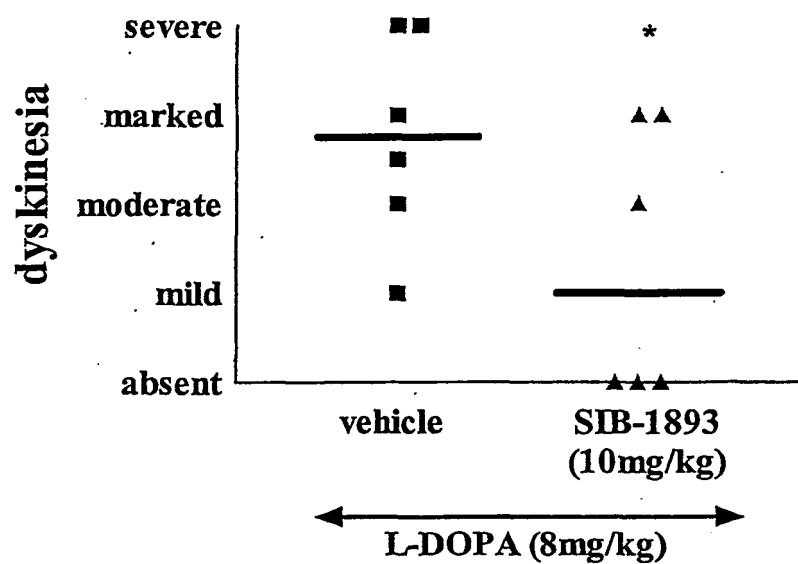 severe
*
marked
moderate
mild
absent
dyskinesia
vehicle
SIB-1893
(10mg/kg)
L-DOPA (8mg/kg)